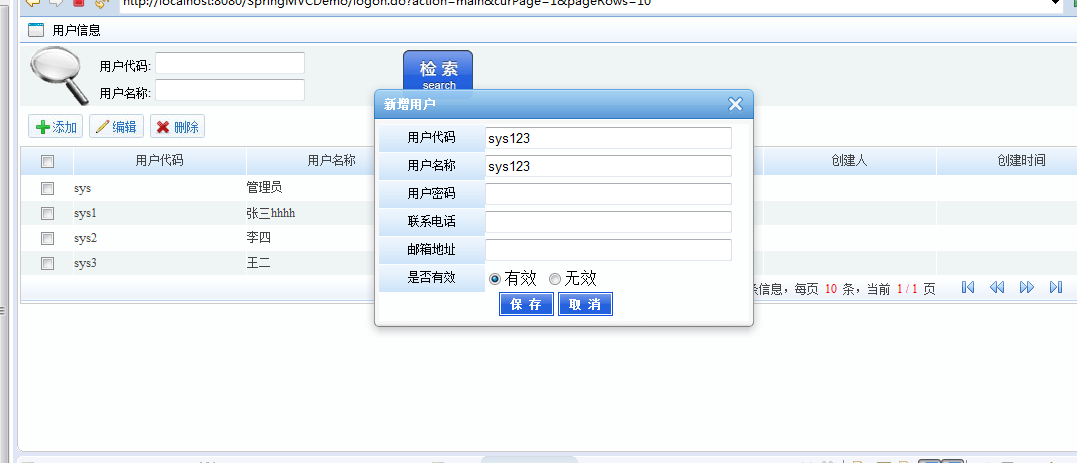 http://localhost:8080/SpringMVCDemo/logon.do?action=main&curPage=1&pageRows=10
用户信息
用户代码:
用户名称:
检 索
search
添加 编辑 删除
用户代码 用户名称 创建人 创建时间
sys 管理员
sys1 张三hhhh
sys2 李四
sys3 王二
条信息，每页 10 条，当前 1 / 1 页
新增用户
用户代码 sys123
用户名称 sys123
用户密码
联系电话
邮箱地址
是否有效 有效 无效
保 存 取 消